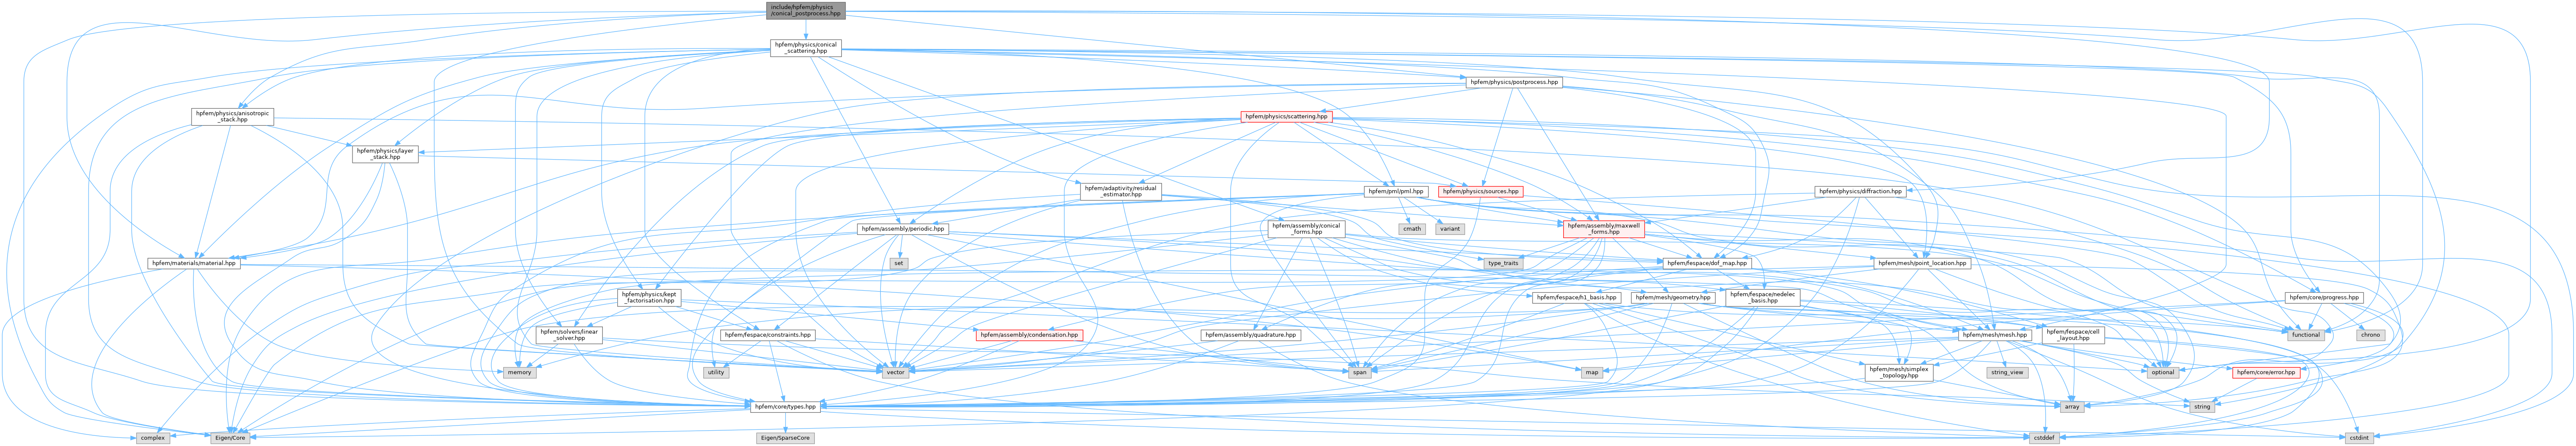 include/hpfem/physics
/conical_postprocess.hpp
hpfem/physics/conical
_scattering.hpp
hpfem/physics/postprocess.hpp
hpfem/physics/anisotropic
_stack.hpp
hpfem/physics/scattering.hpp
hpfem/physics/layer
_stack.hpp
hpfem/adaptivity/residual
_estimator.hpp
hpfem/pml/pml.hpp
hpfem/physics/sources.hpp
hpfem/physics/diffraction.hpp
hpfem/assembly/periodic.hpp
hpfem/assembly/conical
_forms.hpp
cmath
variant
hpfem/assembly/maxwell
_forms.hpp
hpfem/materials/material.hpp
set
type_traits
hpfem/fespace/dof_map.hpp
hpfem/mesh/point_location.hpp
hpfem/physics/kept
_factorisation.hpp
hpfem/fespace/h1_basis.hpp
hpfem/mesh/geometry.hpp
hpfem/fespace/nedelec
_basis.hpp
hpfem/core/progress.hpp
hpfem/solvers/linear
_solver.hpp
hpfem/fespace/constraints.hpp
hpfem/assembly/condensation.hpp
hpfem/assembly/quadrature.hpp
hpfem/mesh/mesh.hpp
hpfem/fespace/cell
_layout.hpp
functional
chrono
memory
utility
vector
span
map
hpfem/mesh/simplex
_topology.hpp
string_view
optional
hpfem/core/error.hpp
hpfem/core/types.hpp
array
string
complex
Eigen/Core
Eigen/SparseCore
cstddef
cstdint